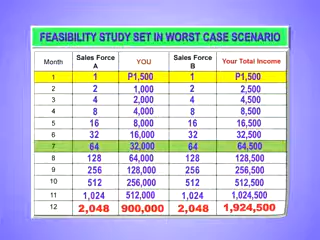 FEASIBILITY STUDY SET IN WORST CASE SCENARIO
Month Sales Force A YOU Sales Force B Your Total Income
1 1 P1,500 1 P1,500
2 2 1,000 2 2,500
3 4 2,000 4 4,500
4 8 4,000 8 8,500
5 16 8,000 16 16,500
6 32 16,000 32 32,500
7 64 32,000 64 64,500
8 128 64,000 128 128,500
9 256 128,000 256 256,500
10 512 256,000 512 512,500
11 1,024 512,000 1,024 1,024,500
12 2,048 900,000 2,048 1,924,500